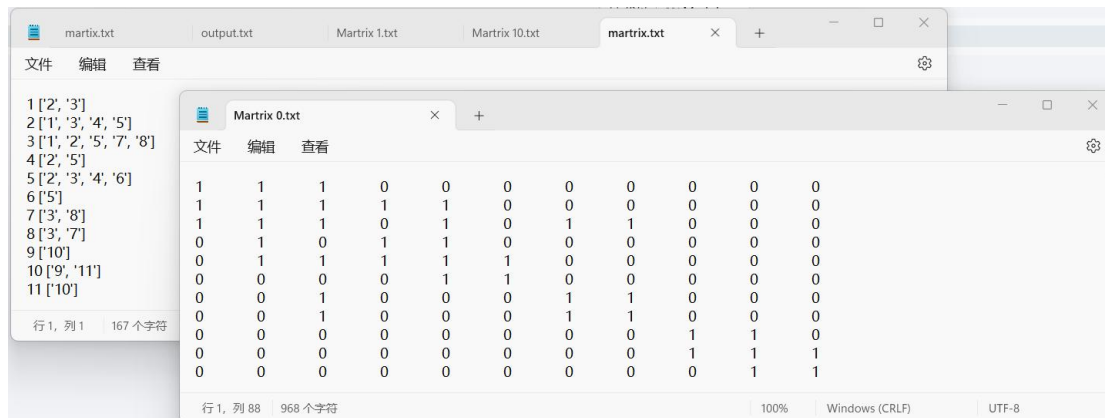 martix.txt output.txt Martrix 1.txt Martrix 10.txt martrix.txt × +
文件 编辑 查看
1 ['2', '3']
2 ['1', '3', '4', '5']
3 ['1', '2', '5', '7', '8']
4 ['2', '5']
5 ['2', '3', '4', '6']
6 ['5']
7 ['3', '8']
8 ['3', '7']
9 ['10']
10 ['9', '11']
11 ['10']
行 1，列 1 167 个字符
Martrix 0.txt × +
文件 编辑 查看
1 1 1 0 0 0 0 0 0 0 0
1 1 1 1 1 0 0 0 0 0 0
1 1 1 0 1 0 1 1 0 0 0
0 1 0 1 1 0 0 0 0 0 0
0 1 1 1 1 1 0 0 0 0 0
0 0 0 0 1 1 0 0 0 0 0
0 0 1 0 0 0 1 1 0 0 0
0 0 1 0 0 0 1 1 0 0 0
0 0 0 0 0 0 0 0 1 1 0
0 0 0 0 0 0 0 0 1 1 1
0 0 0 0 0 0 0 0 0 1 1
行 1，列 88 968 个字符 100% Windows (CRLF) UTF-8